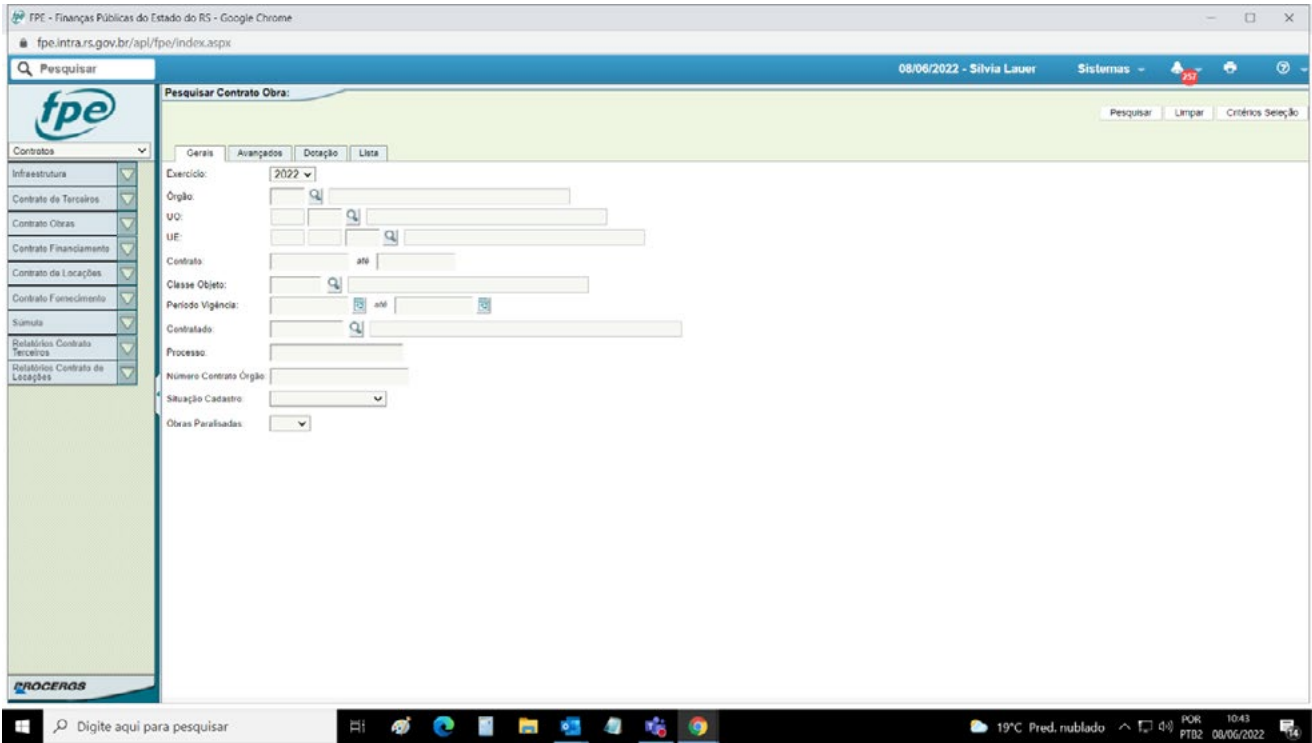 FPE - Finanças Públicas do Estado do RS - Google Chrome
fpe.intra.rs.gov.br/apl/fpe/index.aspx
Pesquisar
08/06/2022 - Silvia Lauer
Sistemas
257
fpe
Pesquisar Contrato Obra:
Pesquisar
Limpar
Critérios Seleção
Contratos
Gerais
Avançados
Dotação
Lista
Infraestrutura
Contrato de Terceiros
Contrato Obras
Contrato Financiamento
Contrato de Locações
Contrato Fornecimento
Súmula
Relatórios Contrato Terceiros
Relatórios Contrato de Locações
Exercício: 2022
Órgão:
UO:
UE:
Contrato: até
Classe Objeto:
Período Vigência: até
Contratado:
Processo:
Número Contrato Órgão:
Situação Cadastro:
Obras Paralisadas:
PROCERGS
Digite aqui para pesquisar
19°C Pred. nublado
POR
PTB2
10:43
08/06/2022
14